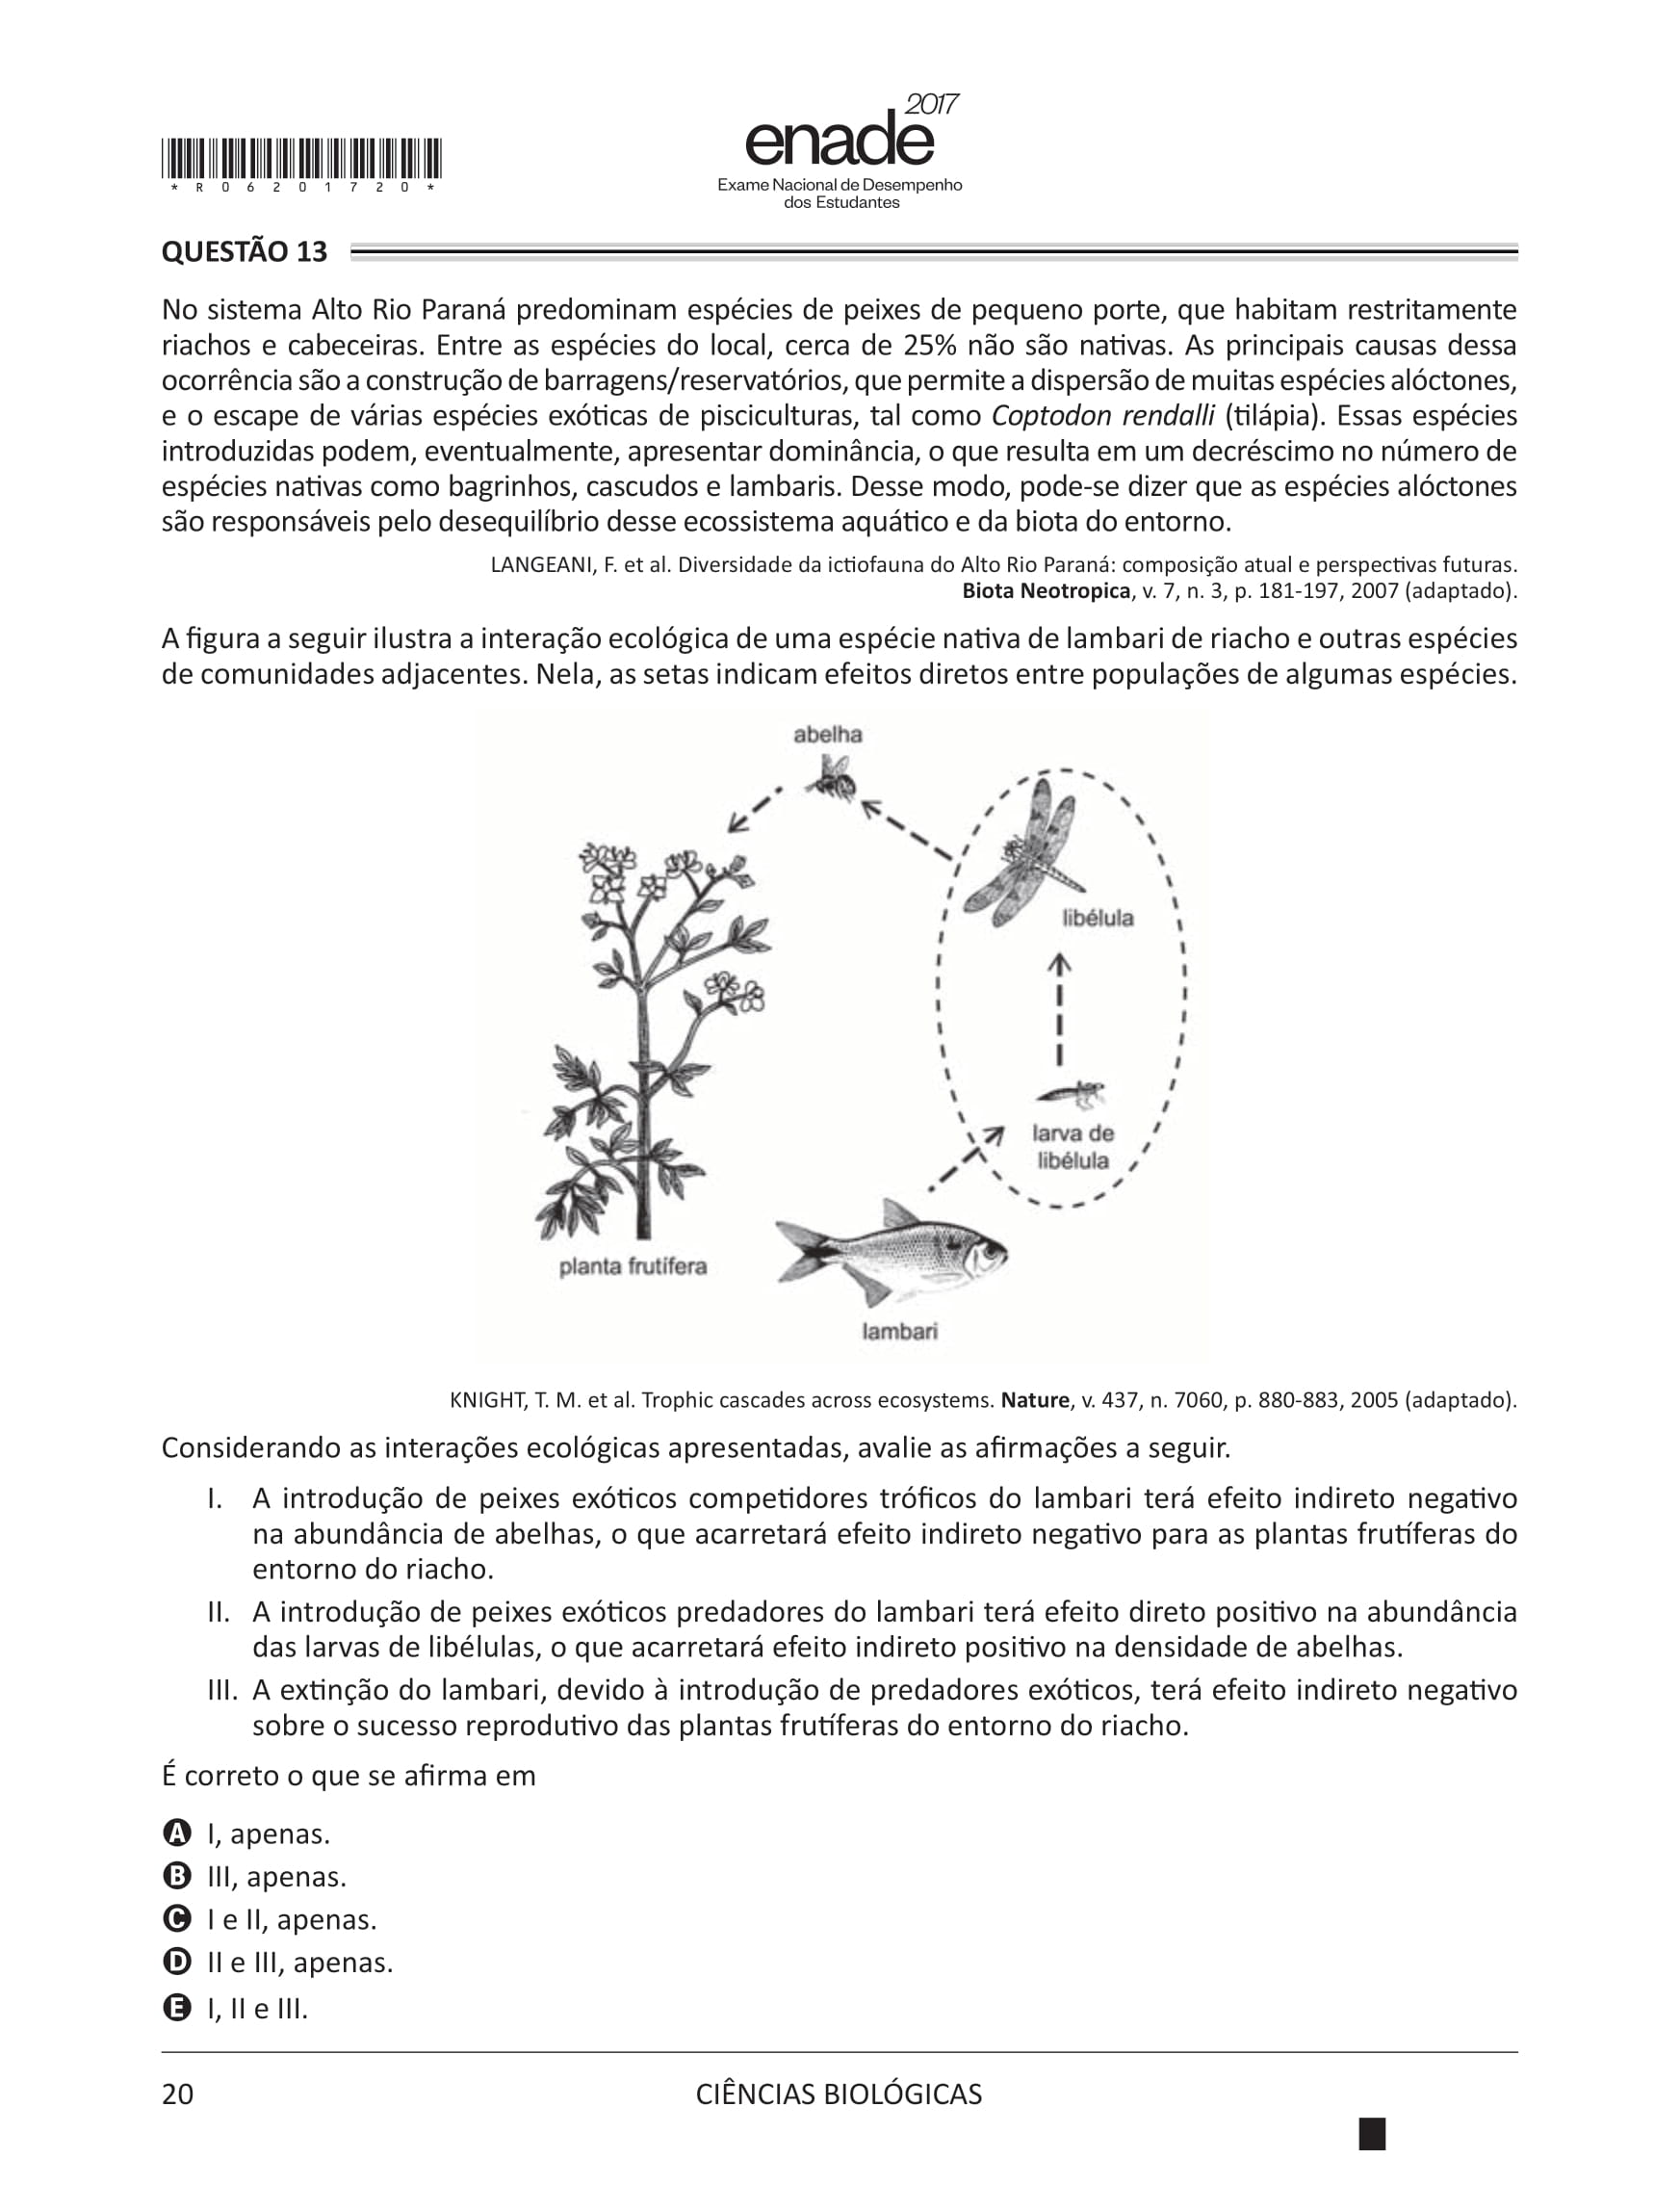 2017
enade
Exame Nacional de Desempenho
dos Estudantes
* R 0 6 2 0 1 7 2 0 *
QUESTÃO 13
No sistema Alto Rio Paraná predominam espécies de peixes de pequeno porte, que habitam restritamente
riachos e cabeceiras. Entre as espécies do local, cerca de 25% não são nativas. As principais causas dessa
ocorrência são a construção de barragens/reservatórios, que permite a dispersão de muitas espécies alóctones,
e o escape de várias espécies exóticas de pisciculturas, tal como Coptodon rendalli (tilápia). Essas espécies
introduzidas podem, eventualmente, apresentar dominância, o que resulta em um decréscimo no número de
espécies nativas como bagrinhos, cascudos e lambaris. Desse modo, pode-se dizer que as espécies alóctones
são responsáveis pelo desequilíbrio desse ecossistema aquático e da biota do entorno.
LANGEANI, F. et al. Diversidade da ictiofauna do Alto Rio Paraná: composição atual e perspectivas futuras.
Biota Neotropica, v. 7, n. 3, p. 181-197, 2007 (adaptado).
A figura a seguir ilustra a interação ecológica de uma espécie nativa de lambari de riacho e outras espécies
de comunidades adjacentes. Nela, as setas indicam efeitos diretos entre populações de algumas espécies.
abelha
libélula
larva de
libélula
planta frutífera
lambari
KNIGHT, T. M. et al. Trophic cascades across ecosystems. Nature, v. 437, n. 7060, p. 880-883, 2005 (adaptado).
Considerando as interações ecológicas apresentadas, avalie as afirmações a seguir.
I. A introdução de peixes exóticos competidores tróficos do lambari terá efeito indireto negativo
na abundância de abelhas, o que acarretará efeito indireto negativo para as plantas frutíferas do
entorno do riacho.
II. A introdução de peixes exóticos predadores do lambari terá efeito direto positivo na abundância
das larvas de libélulas, o que acarretará efeito indireto positivo na densidade de abelhas.
III. A extinção do lambari, devido à introdução de predadores exóticos, terá efeito indireto negativo
sobre o sucesso reprodutivo das plantas frutíferas do entorno do riacho.
É correto o que se afirma em
A I, apenas.
B III, apenas.
C I e II, apenas.
D II e III, apenas.
E I, II e III.
20
CIÊNCIAS BIOLÓGICAS